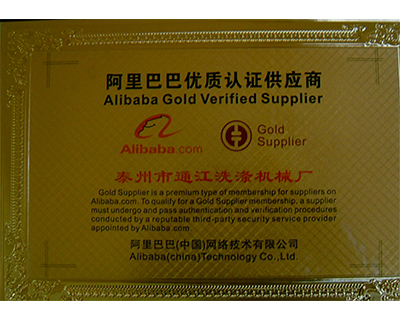 阿里巴巴优质认证供应商
Alibaba Gold Verified Supplier
Alibaba.com
Gold
Supplier
泰州市通江洗涤机械厂
Gold Supplier is a premium type of membership for suppliers on
Alibaba.com. To qualify for a Gold Supplier membership, a supplier
must undergo and pass authentication and verification procedures
conducted by a reputable third-party security service provider
appointed by Alibaba.com.
阿里巴巴(中国)网络技术有限公司
Alibaba(china)Technology Co.,Ltd.